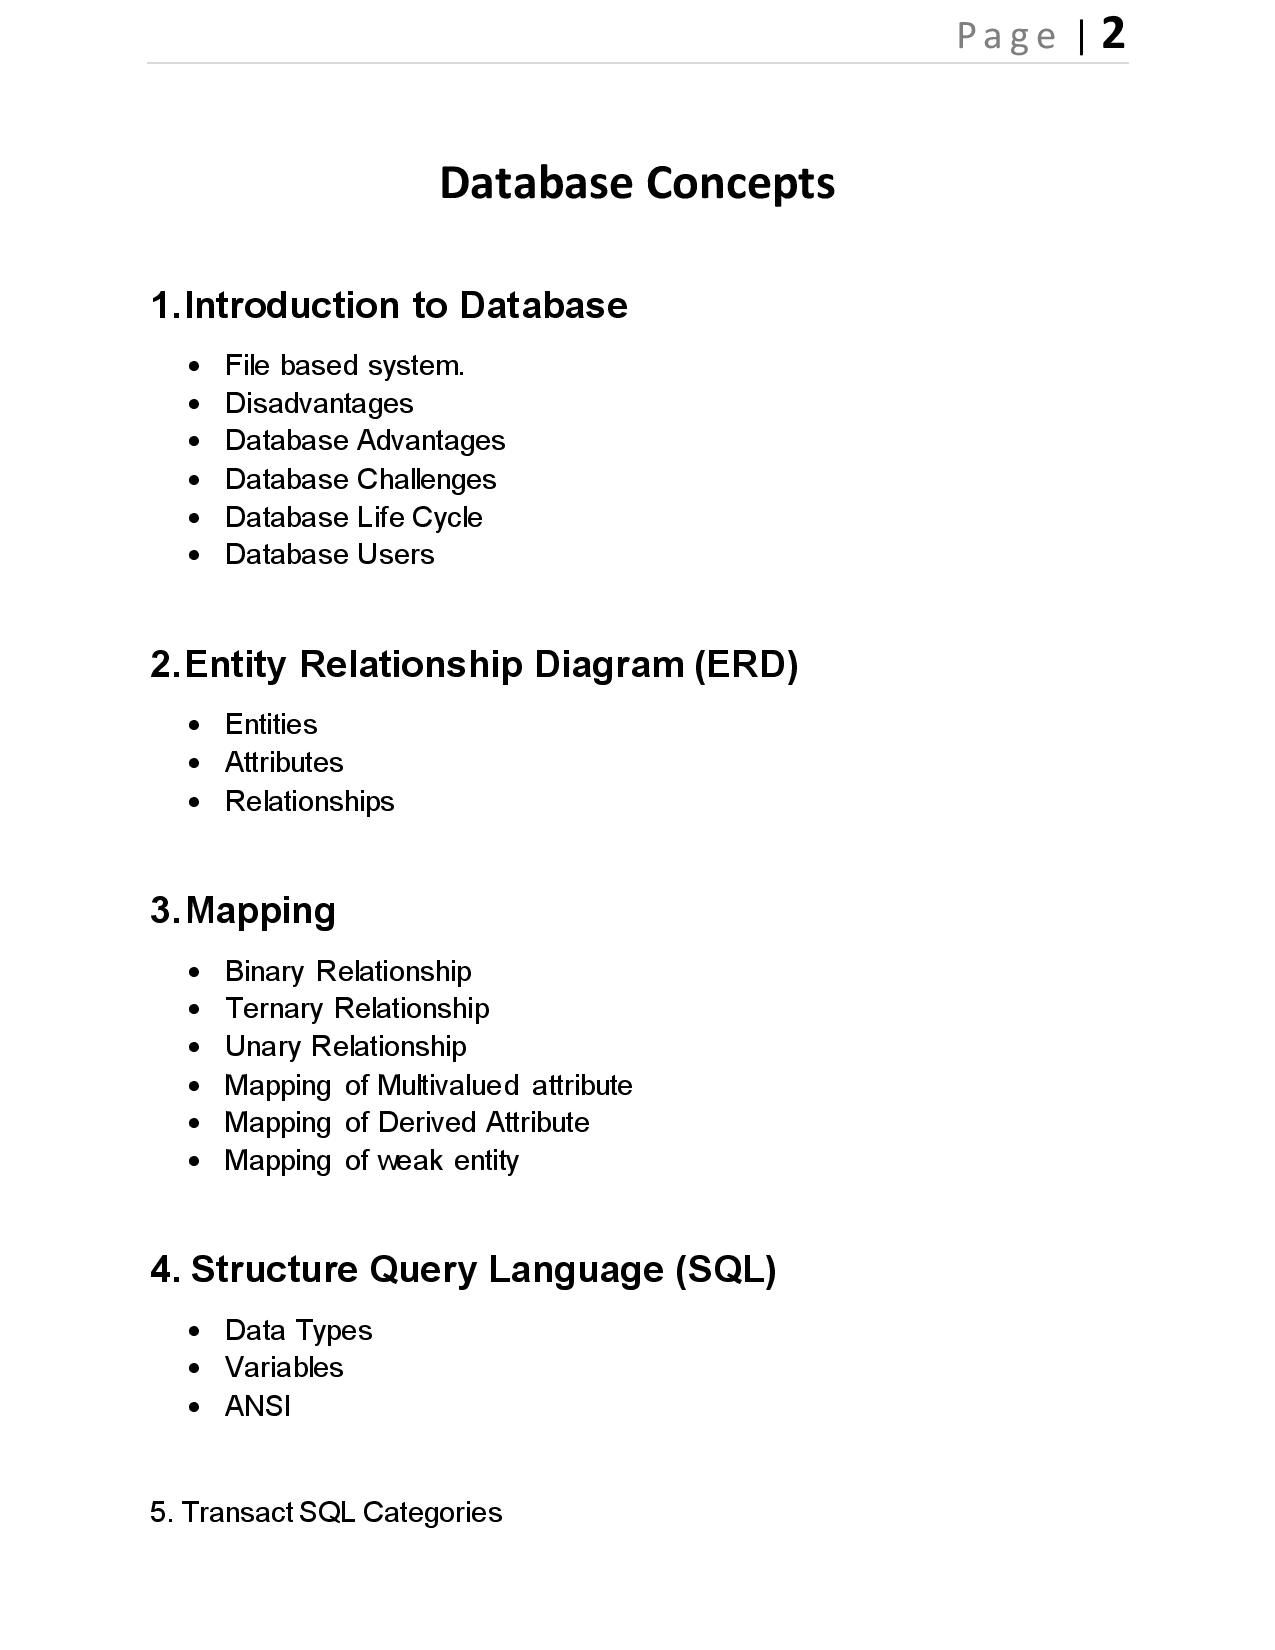 Page | 2
Database Concepts
1. Introduction to Database
• File based system.
• Disadvantages
• Database Advantages
• Database Challenges
• Database Life Cycle
• Database Users
2. Entity Relationship Diagram (ERD)
• Entities
• Attributes
• Relationships
3. Mapping
• Binary Relationship
• Ternary Relationship
• Unary Relationship
• Mapping of Multivalued attribute
• Mapping of Derived Attribute
• Mapping of weak entity
4. Structure Query Language (SQL)
• Data Types
• Variables
• ANSI
5. Transact SQL Categories